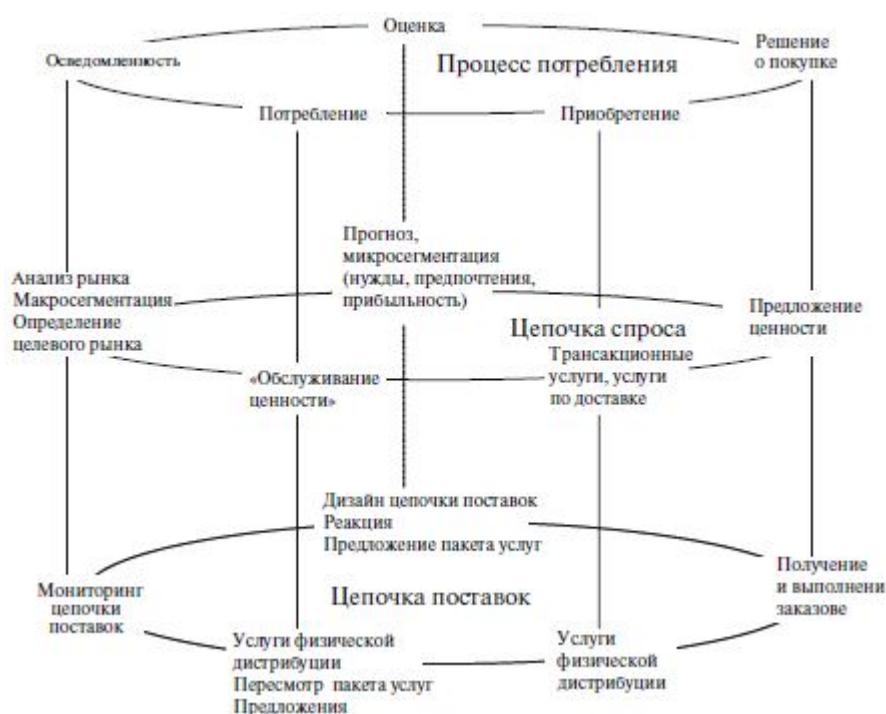 Оценка
Осведомленность
Процесс потребления
Решение
о покупке
Потребление
Приобретение
Прогноз,
микросегментация
(нужды, предпочтения,
прибыльность)
Анализ рынка
Макросегментация
Определение
целевого рынка
Цепочка спроса
Предложение
ценности
Трансакционные
услуги, услуги
по доставке
«Обслуживание
ценности»
Дизайн цепочки поставок
Реакция
Предложение пакета услуг
Мониторинг
цепочки
поставок
Цепочка поставок
Получение
и выполнени
заказове
Услуги физической
дистрибуции
Пересмотр пакета услуг
Предложения
Услуги
физической
дистрибуции